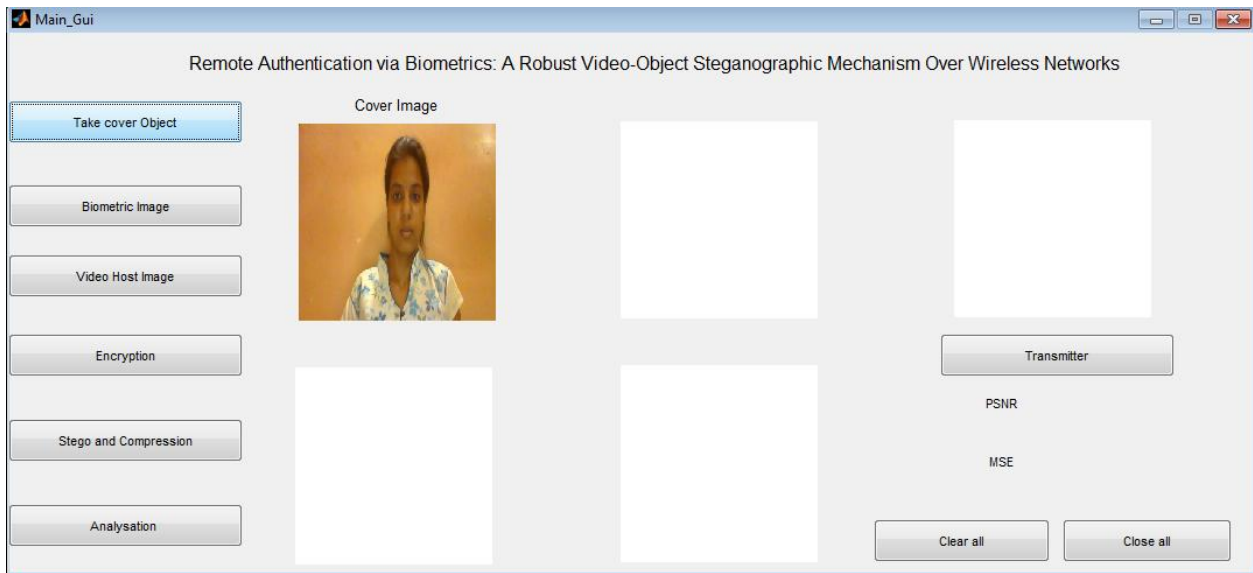 Main_Gui
Remote Authentication via Biometrics: A Robust Video-Object Steganographic Mechanism Over Wireless Networks
Take cover Object
Cover Image
Biometric Image
Video Host Image
Encryption
Transmitter
PSNR
Stego and Compression
MSE
Analysation
Clear all
Close all